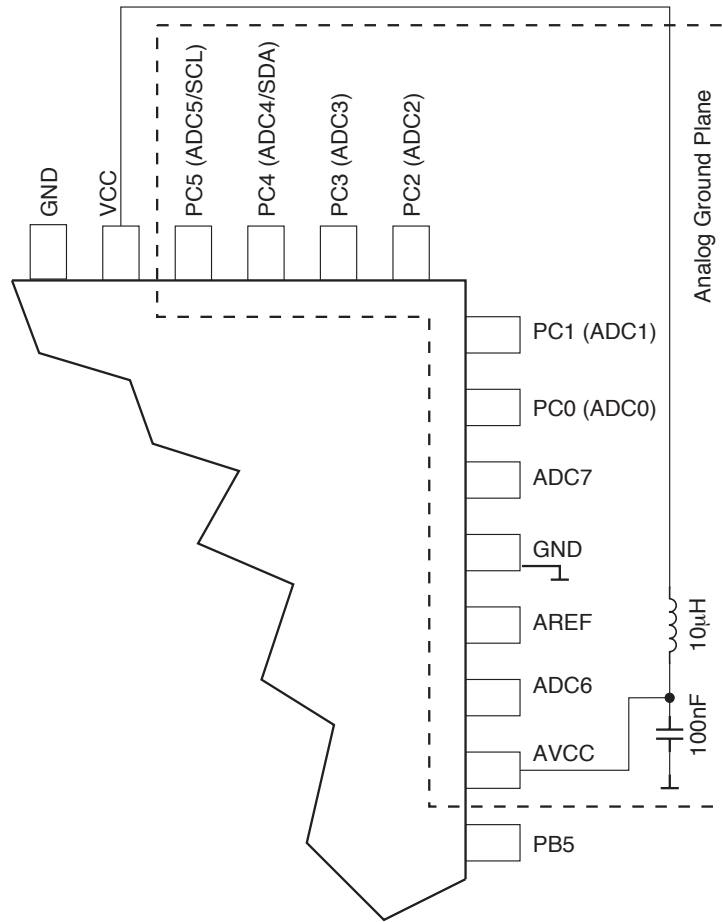 GND
VCC
PC5 (ADC5/SCL)
PC4 (ADC4/SDA)
PC3 (ADC3)
PC2 (ADC2)
Analog Ground Plane
PC1 (ADC1)
PC0 (ADC0)
ADC7
GND
AREF
ADC6
AVCC
PB5
10µH
100nF